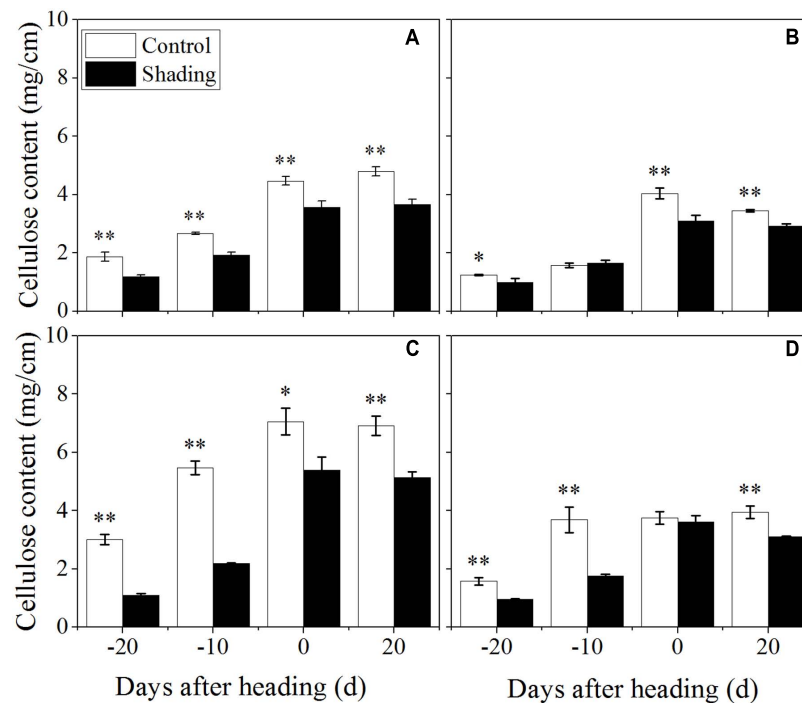 A
B
Control
Shading
Cellulose content (mg/cm)
10
8
6
4
2
0
** ** ** **
* ** **
C
D
Cellulose content (mg/cm)
10
8
6
4
2
0
** ** * **
** ** **
-20 -10 0 20
-20 -10 0 20
Days after heading (d)
Days after heading (d)